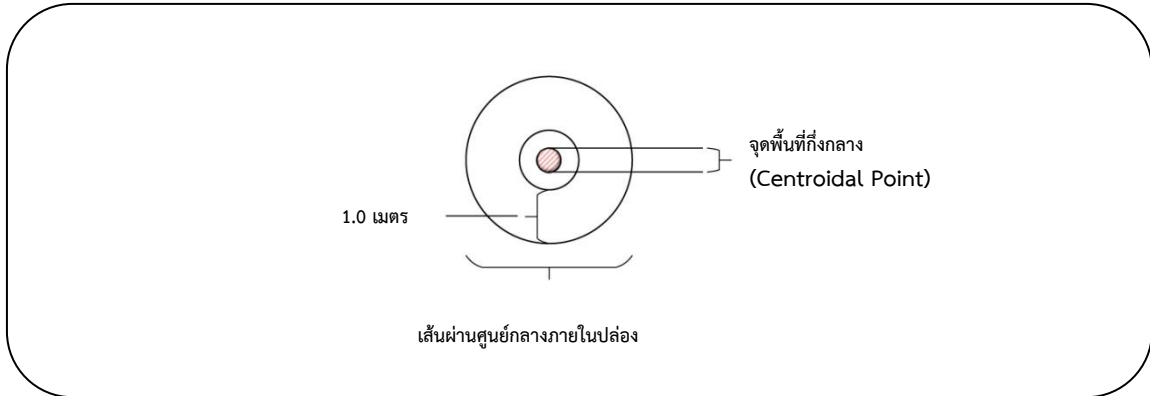 จุดพื้นที่กึ่งกลาง
(Centroidal Point)
1.0 เมตร
เส้นผ่านศูนย์กลางภายในปล่อง